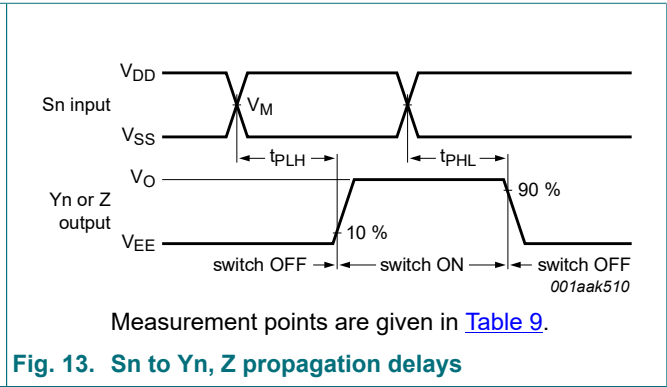 VDD
Sn input
VM
VSS
tPLH
tPHL
VO
Yn or Z
output
90 %
10 %
VEE
switch OFF
switch ON
switch OFF
001aak510
Measurement points are given in Table 9.
Fig. 13. Sn to Yn, Z propagation delays